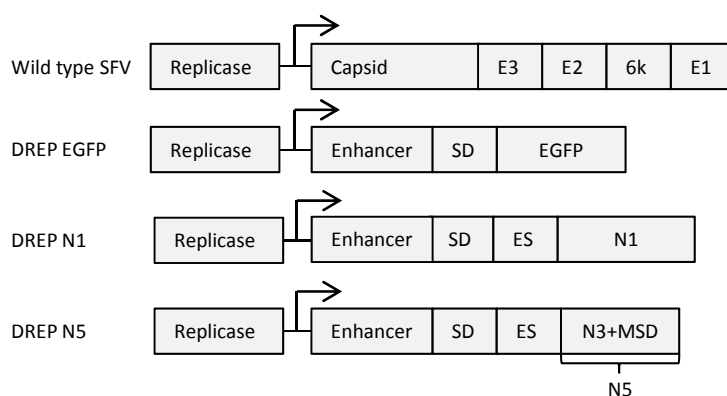 Wild type SFV Replicase Capsid E3 E2 6k E1
DREP EGFP Replicase Enhancer SD EGFP
DREP N1 Replicase Enhancer SD ES N1
DREP N5 Replicase Enhancer SD ES N3+MSD
N5